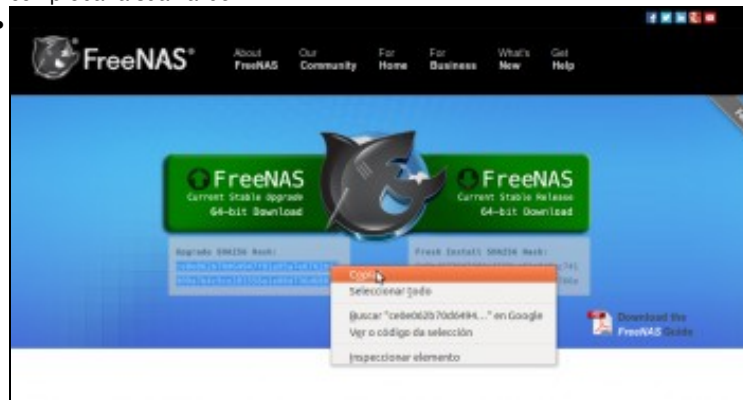 FreeNAS®
About FreeNAS
Our Community
For Home
For Business
What's New
Get Help
FreeNAS
Current Stable Upgrade
64-bit Download
FreeNAS
Current Stable Release
64-bit Download
Upgrade SHA256 Hash:
Fresh Install SHA256 Hash:
Copiar
Seleccionar todo
Buscar "ce8e062b70d6494..." en Google
Ver o código da selección
Inspeccionar elemento
Download the
FreeNAS Guide